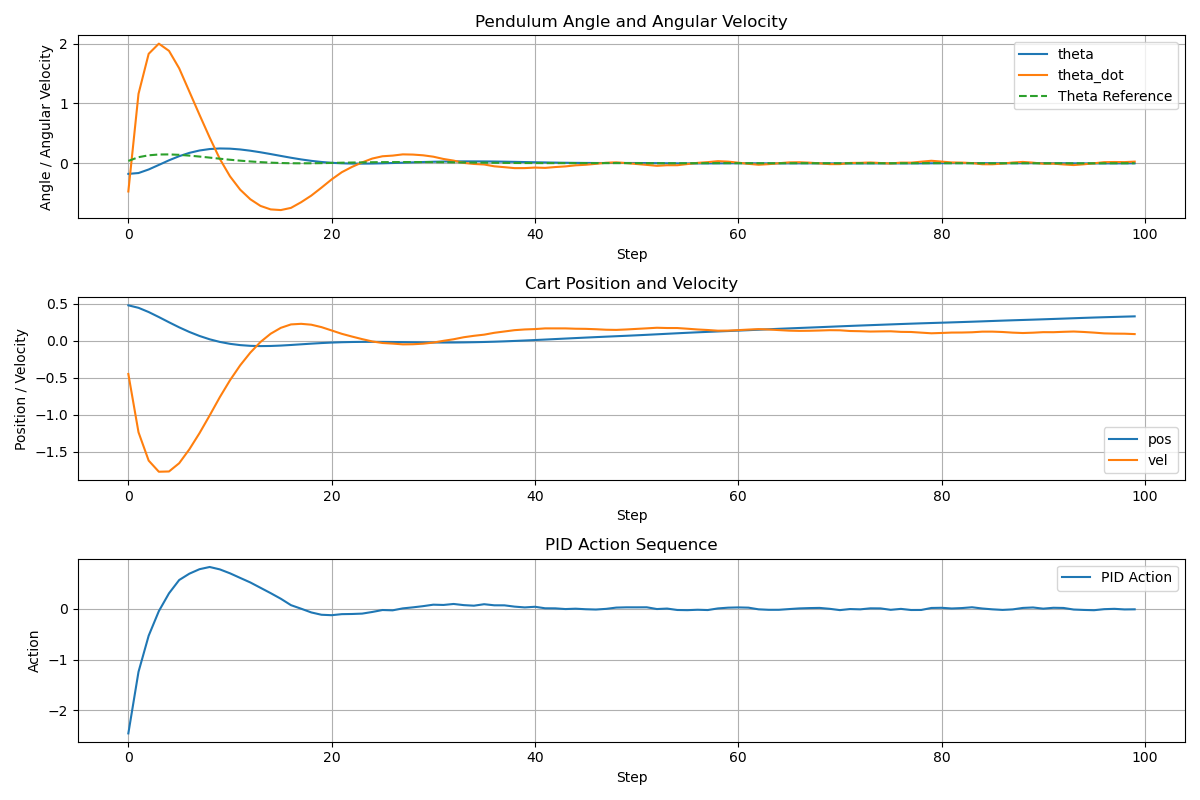 Pendulum Angle and Angular Velocity
Angle / Angular Velocity
2
1
0
theta
theta_dot
Theta Reference
0 20 40 60 80 100
Step
Cart Position and Velocity
Position / Velocity
0.5
0.0
−0.5
−1.0
−1.5
pos
vel
0 20 40 60 80 100
Step
PID Action Sequence
Action
0
−1
−2
PID Action
0 20 40 60 80 100
Step